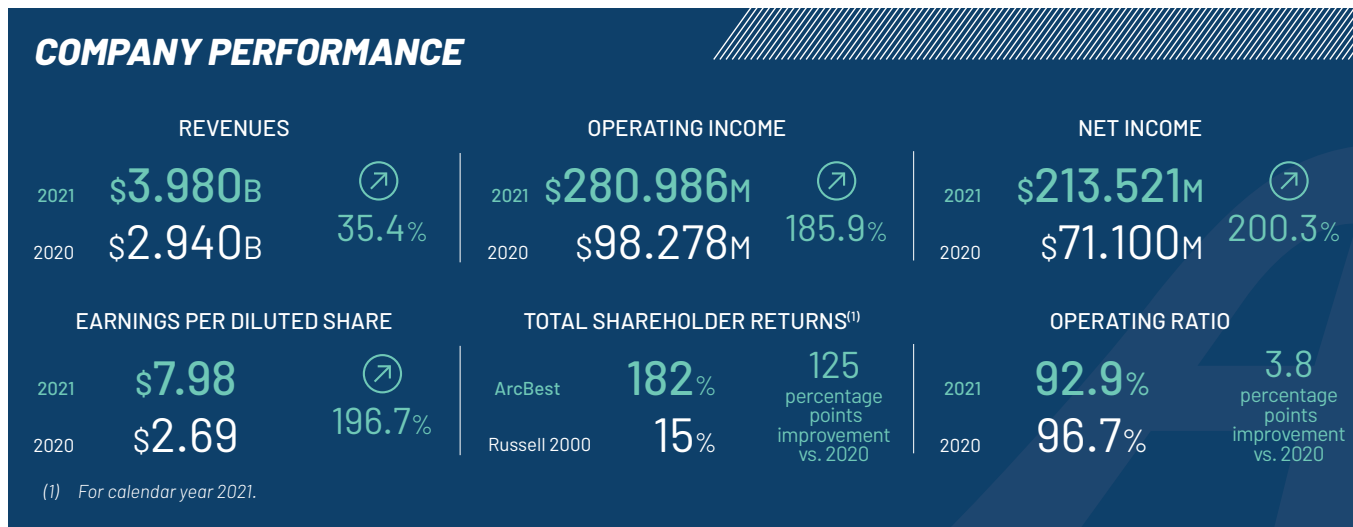 COMPANY PERFORMANCE
REVENUES
2021 $3.980B
2020 $2.940B
35.4%
OPERATING INCOME
2021 $280.986M
2020 $98.278M
185.9%
NET INCOME
2021 $213.521M
2020 $71.100M
200.3%
EARNINGS PER DILUTED SHARE
2021 $7.98
2020 $2.69
196.7%
TOTAL SHAREHOLDER RETURNS(1)
ArcBest 182%
Russell 2000 15%
125
percentage
points
improvement
vs. 2020
OPERATING RATIO
2021 92.9%
2020 96.7%
3.8
percentage
points
improvement
vs. 2020
(1) For calendar year 2021.